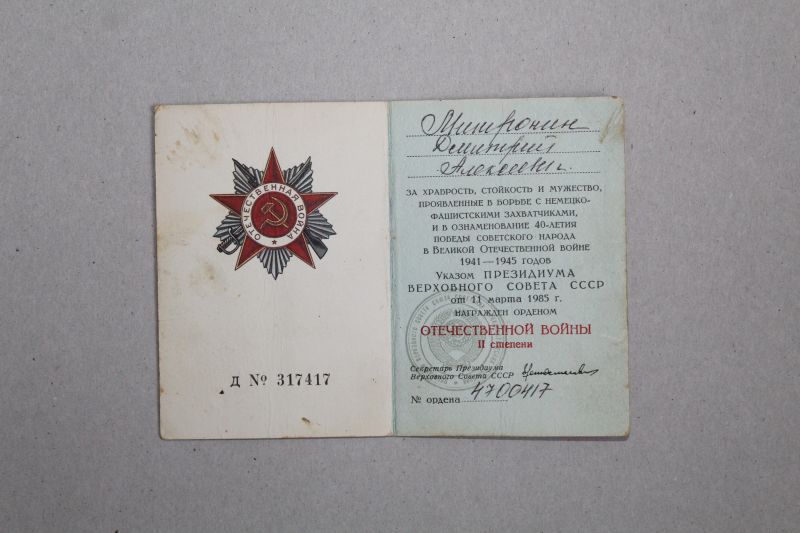 ОТЕЧЕСТВЕННАЯ ВОЙНА
Д № 317417
Митронин
Дмитрий
Алексеевич
ЗА ХРАБРОСТЬ, СТОЙКОСТЬ И МУЖЕСТВО,
ПРОЯВЛЕННЫЕ В БОРЬБЕ С НЕМЕЦКО-
ФАШИСТСКИМИ ЗАХВАТЧИКАМИ,
И В ОЗНАМЕНОВАНИЕ 40-ЛЕТИЯ
ПОБЕДЫ СОВЕТСКОГО НАРОДА
В ВЕЛИКОЙ ОТЕЧЕСТВЕННОЙ ВОЙНЕ
1941—1945 ГОДОВ
УКАЗОМ ПРЕЗИДИУМА
ВЕРХОВНОГО СОВЕТА СССР
от 11 марта 1985 г.
НАГРАЖДЕН ОРДЕНОМ
ОТЕЧЕСТВЕННОЙ ВОЙНЫ
II степени
Секретарь Президиума
Верховного Совета СССР
№ ордена 4700417